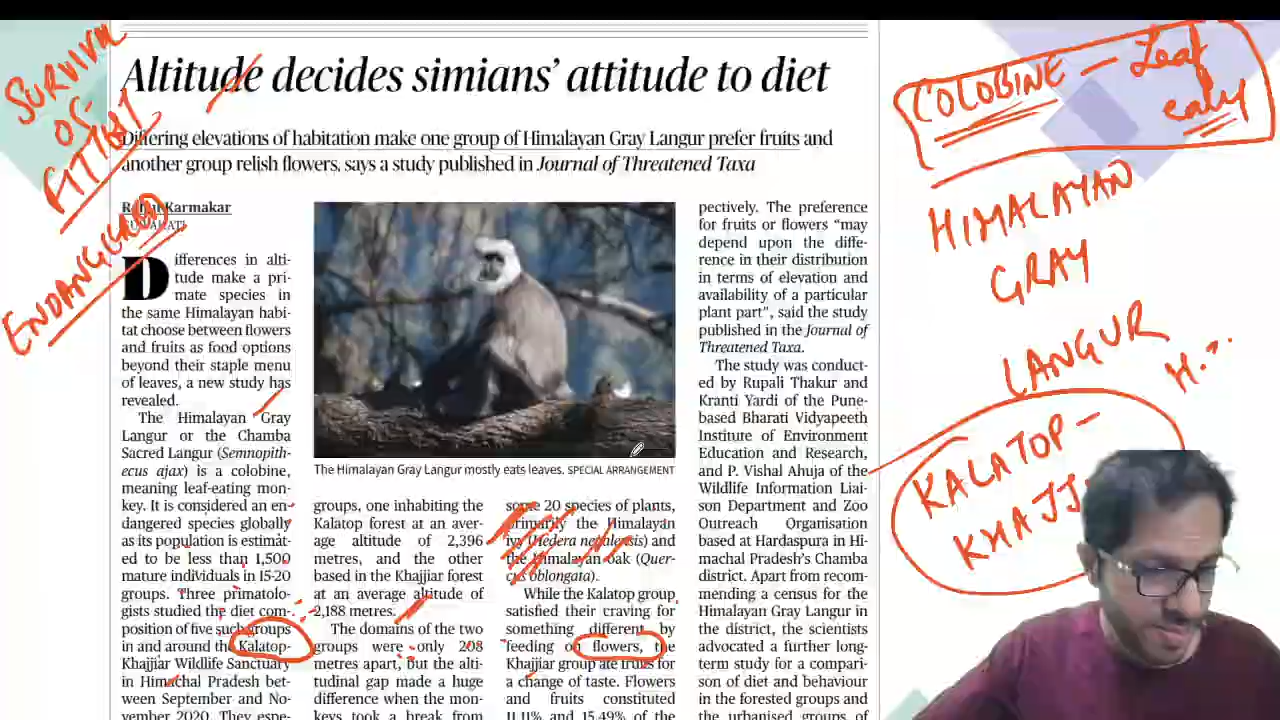 SURVIVAL
OF
FITTEST
ENDANGERED
Altitude decides simians' attitude to diet
Differing elevations of habitation make one group of Himalayan Gray Langur prefer fruits and
another group relish flowers, says a study published in Journal of Threatened Taxa
Rahul Karmakar
GUWAHATI
Differences in alti-
tude make a pri-
mate species in
the same Himalayan habi-
tat choose between flowers
and fruits as food options
beyond their staple menu
of leaves, a new study has
revealed.
The Himalayan Gray
Langur or the Chamba
Sacred Langur (Semnopith-
ecus ajax) is a colobine,
meaning leaf-eating mon-
key. It is considered an en-
dangered species globally
as its population is estimat-
ed to be less than 1,500
mature individuals in 15-20
groups. Three primatolo-
gists studied the diet com-
position of five such groups
in and around the Kalatop-
Khajjiar Wildlife Sanctuary
in Himachal Pradesh bet-
ween September and No-
vember 2020. They espe-
The Himalayan Gray Langur mostly eats leaves. SPECIAL ARRANGEMENT
groups, one inhabiting the
Kalatop forest at an aver-
age altitude of 2,396
metres, and the other
based in the Khajjiar forest
at an average altitude of
2,188 metres.
The domains of the two
groups were only 208
metres apart, but the alti-
tudinal gap made a huge
difference when the mon-
keys took a break from
some 20 species of plants,
primarily the Himalayan
ivy (Hedera nepalensis) and
the Himalayan oak (Quer-
cus oblongata).
While the Kalatop group
satisfied their craving for
something different by
feeding on flowers, the
Khajjiar group ate fruits for
a change of taste. Flowers
and fruits constituted
11.11% and 15.49% of the
pectively. The preference
for fruits or flowers "may
depend upon the diffe-
rence in their distribution
in terms of elevation and
availability of a particular
plant part", said the study
published in the Journal of
Threatened Taxa.
The study was conduct-
ed by Rupali Thakur and
Kranti Yardi of the Pune-
based Bharati Vidyapeeth
Institute of Environment
Education and Research,
and P. Vishal Ahuja of the
Wildlife Information Liai-
son Department and Zoo
Outreach Organisation
based at Hardaspura in Hi-
machal Pradesh's Chamba
district. Apart from recom-
mending a census for the
Himalayan Gray Langur in
the district, the scientists
advocated a further long-
term study for a compari-
son of diet and behaviour
in the forested groups and
the urbanised groups of
COLOBINE - Leaf
HIMALAYAN
GRAY
LANGUR
KALATOP -
KHAJJ